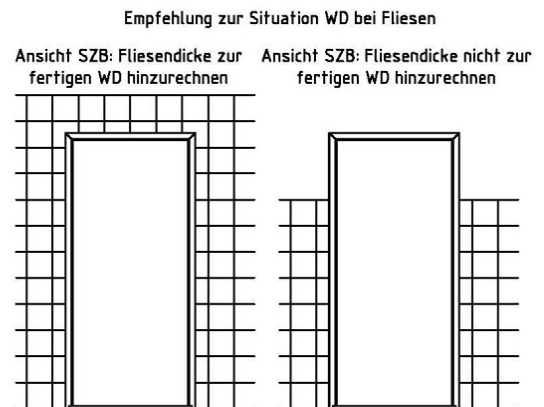 Empfehlung zur Situation WD bei Fliesen
Ansicht SZB: Fliesendicke zur
fertigen WD hinzurechnen
Ansicht SZB: Fliesendicke nicht zur
fertigen WD hinzurechnen